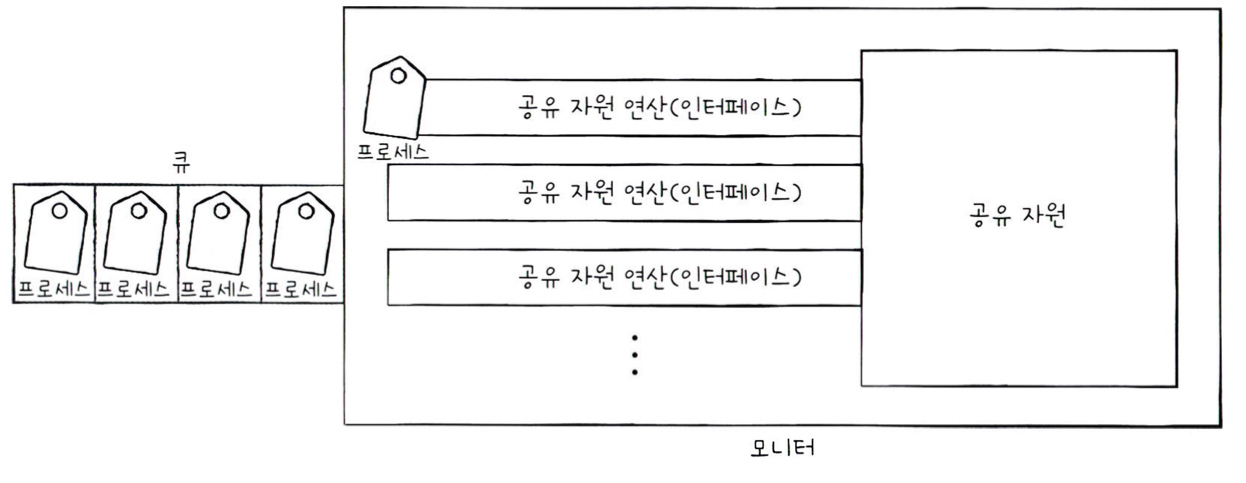 큐
프로세스 프로세스 프로세스 프로세스
프로세스
공유 자원 연산(인터페이스)
공유 자원 연산(인터페이스)
공유 자원 연산(인터페이스)
공유 자원
모니터